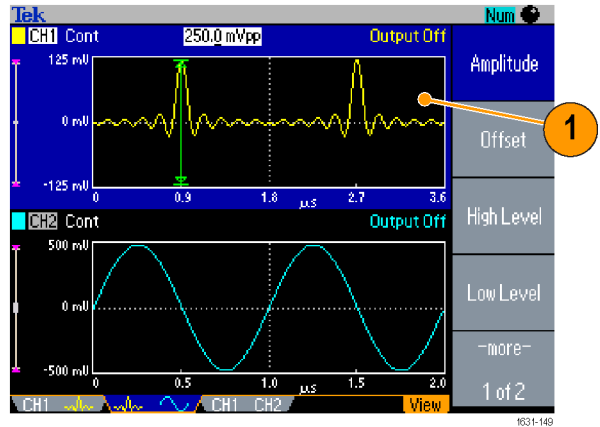 Tek
Num
CH1 Cont 250.0 mVpp Output Off
125 mV
0 mV
-125 mV
0 0.9 1.8 µs 2.7 3.6
CH2 Cont Output Off
500 mV
0 mV
-500 mV
0 0.5 1.0 µs 1.5 2.0
CH1 CH1 CH2 View
Amplitude
Offset
High Level
Low Level
-more-
1 of 2
1
1631-149